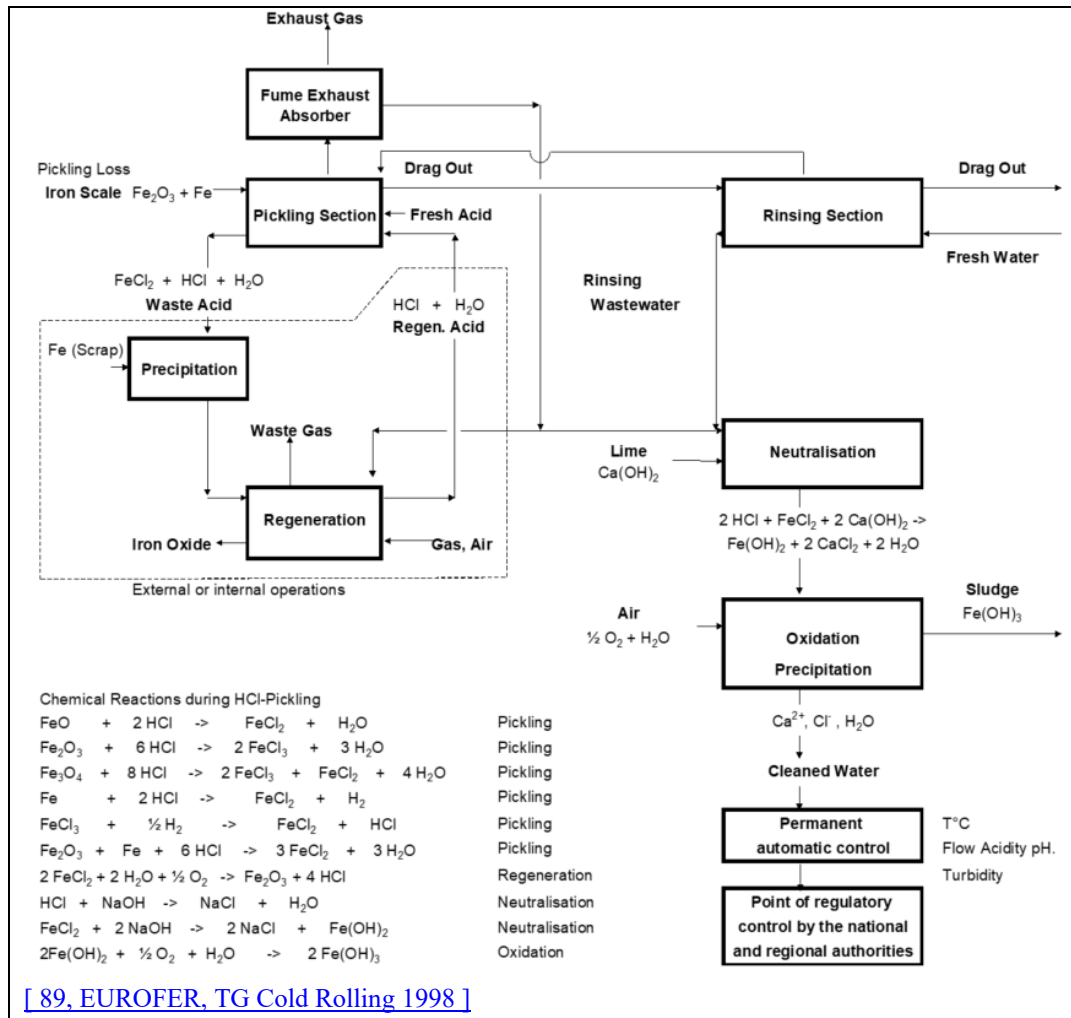 Exhaust Gas
Fume Exhaust
Absorber
Pickling Loss
Iron Scale Fe₂O₃ + Fe
Pickling Section
Drag Out
Fresh Acid
Rinsing Section
Drag Out
Fresh Water
FeCl₂ + HCl + H₂O
Waste Acid
HCl + H₂O
Regen. Acid
Rinsing
Wastewater
Fe (Scrap)
Precipitation
Waste Gas
Regeneration
Iron Oxide
Gas, Air
External or internal operations
Lime
Ca(OH)₂
Neutralisation
2 HCl + FeCl₂ + 2 Ca(OH)₂ ->
Fe(OH)₂ + 2 CaCl₂ + 2 H₂O
Air
½ O₂ + H₂O
Oxidation
Precipitation
Sludge
Fe(OH)₃
Ca²⁺, Cl⁻ , H₂O
Cleaned Water
Permanent
automatic control
T°C
Flow Acidity pH.
Turbidity
Point of regulatory
control by the national
and regional authorities
Chemical Reactions during HCl-Pickling
FeO + 2 HCl -> FeCl₂ + H₂O Pickling
Fe₂O₃ + 6 HCl -> 2 FeCl₃ + 3 H₂O Pickling
Fe₃O₄ + 8 HCl -> 2 FeCl₃ + FeCl₂ + 4 H₂O Pickling
Fe + 2 HCl -> FeCl₂ + H₂ Pickling
FeCl₃ + ½ H₂ -> FeCl₂ + HCl Pickling
Fe₂O₃ + Fe + 6 HCl -> 3 FeCl₂ + 3 H₂O Pickling
2 FeCl₂ + 2 H₂O + ½ O₂ -> Fe₂O₃ + 4 HCl Regeneration
HCl + NaOH -> NaCl + H₂O Neutralisation
FeCl₂ + 2 NaOH -> 2 NaCl + Fe(OH)₂ Neutralisation
2Fe(OH)₂ + ½ O₂ + H₂O -> 2 Fe(OH)₃ Oxidation
[ 89, EUROFER, TG Cold Rolling 1998 ]